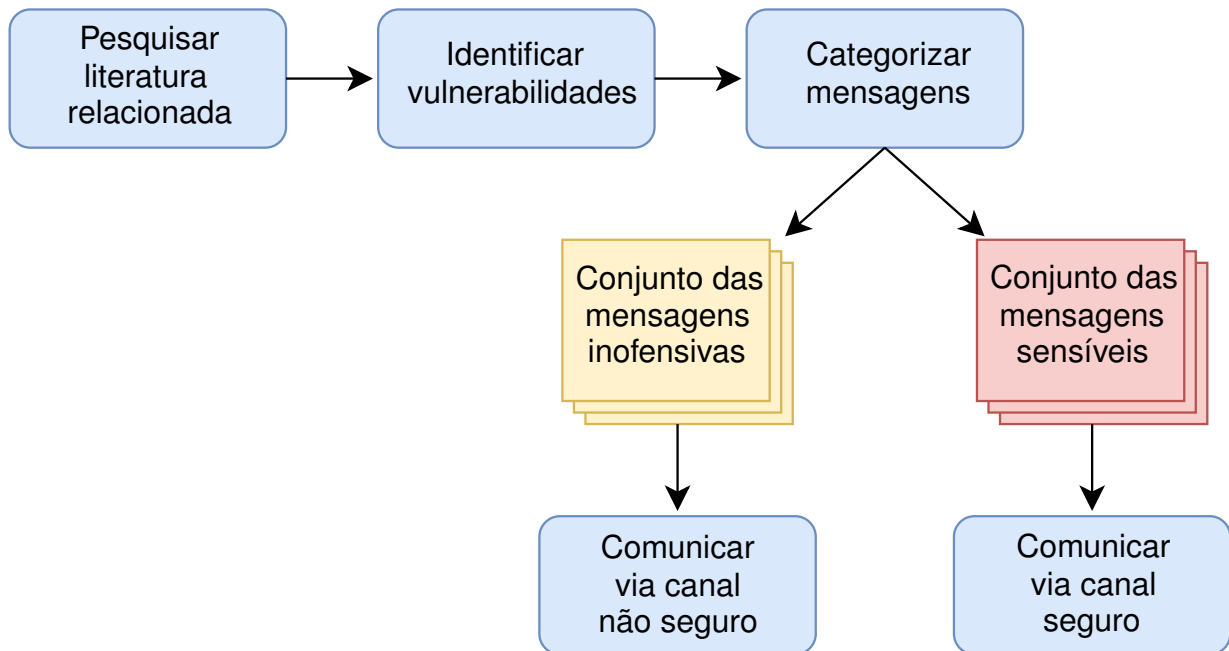 Pesquisar
literatura
relacionada
Identificar
vulnerabilidades
Categorizar
mensagens
Conjunto das
mensagens
inofensivas
Conjunto das
mensagens
sensíveis
Comunicar
via canal
não seguro
Comunicar
via canal
seguro